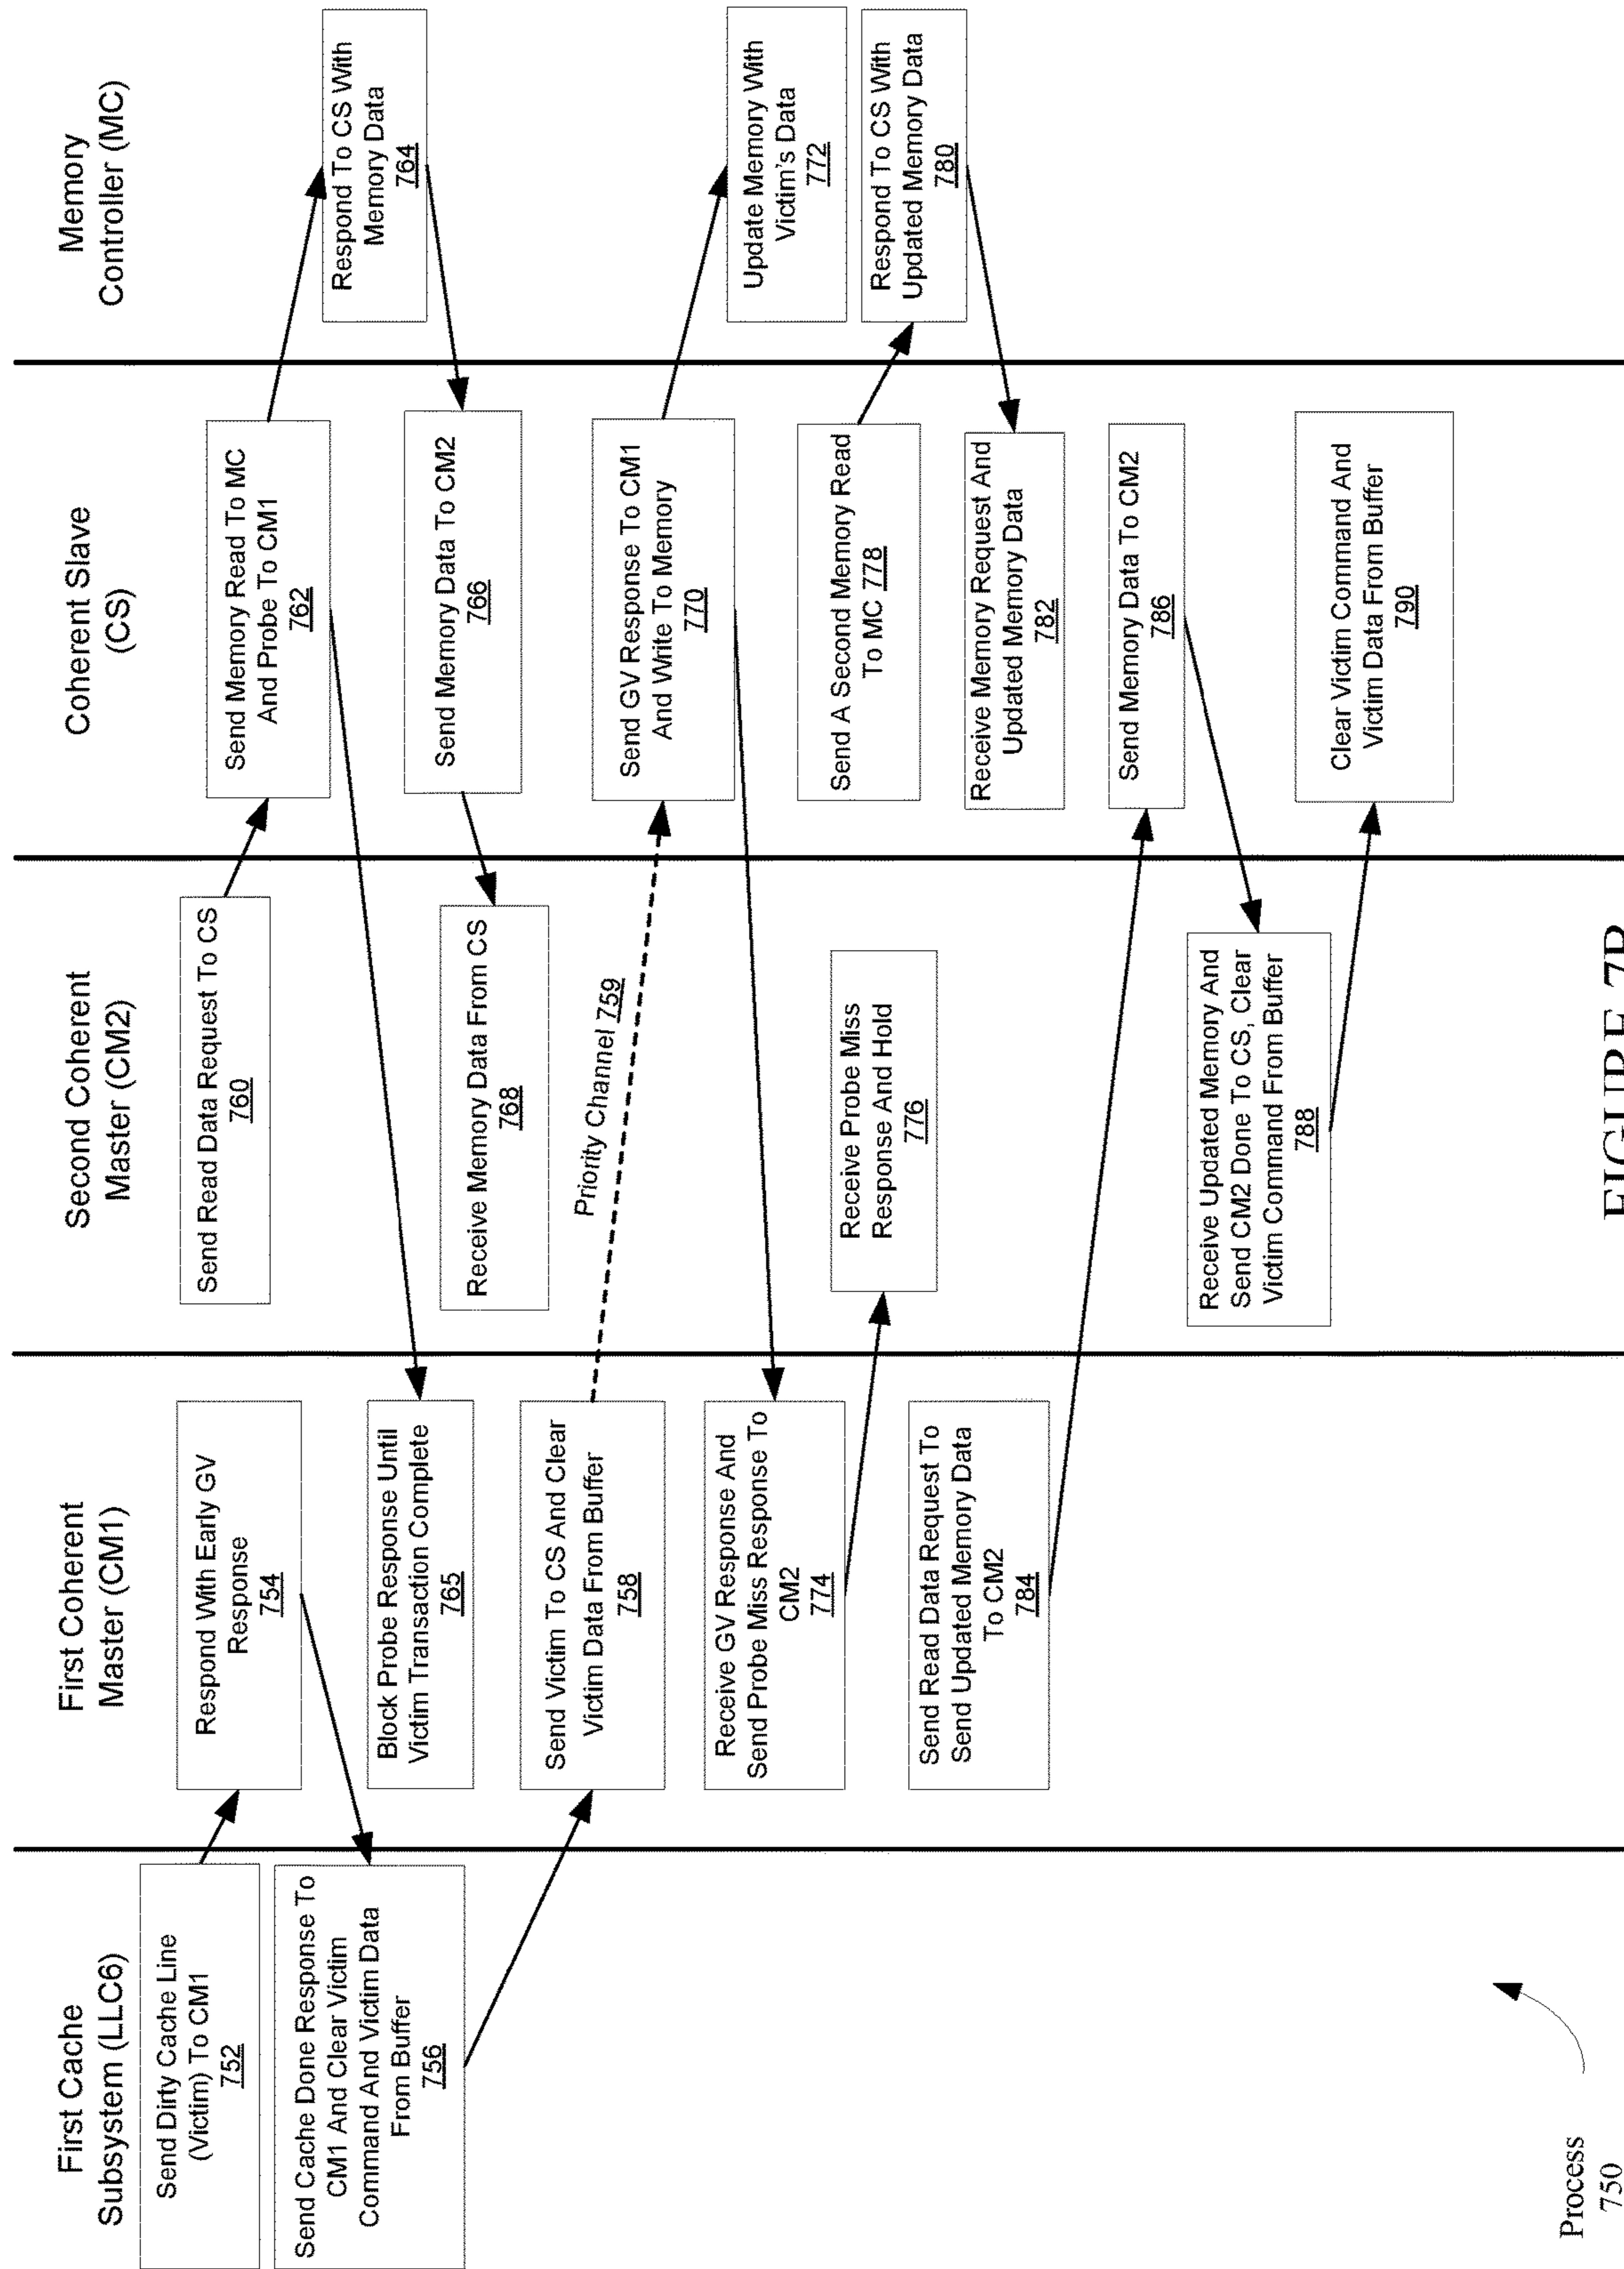 First Cache
Subsystem (LLC6)
First Coherent
Master (CM1)
Second Coherent
Master (CM2)
Coherent Slave
(CS)
Memory
Controller (MC)
Send Dirty Cache Line
(Victim) To CM1
752
Send Cache Done Response To
CM1 And Clear Victim
Command And Victim Data
From Buffer
756
Respond With Early GV
Response
754
Block Probe Response Until
Victim Transaction Complete
765
Send Victim To CS And Clear
Victim Data From Buffer
758
Receive GV Response And
Send Probe Miss Response To
CM2
774
Send Read Data Request To
Send Updated Memory Data
To CM2
784
Send Read Data Request To CS
760
Receive Memory Data From CS
768
Priority Channel 759
Receive Probe Miss
Response And Hold
776
Receive Updated Memory And
Send CM2 Done To CS, Clear
Victim Command From Buffer
788
Send Memory Read To MC
And Probe To CM1
762
Send Memory Data To CM2
766
Send GV Response To CM1
And Write To Memory
770
Send A Second Memory Read
To MC 778
Receive Memory Request And
Updated Memory Data
782
Send Memory Data To CM2
786
Clear Victim Command And
Victim Data From Buffer
790
Respond To CS With
Memory Data
764
Update Memory With
Victim's Data
772
Respond To CS With
Updated Memory Data
780
Process
750
FIGURE 7B